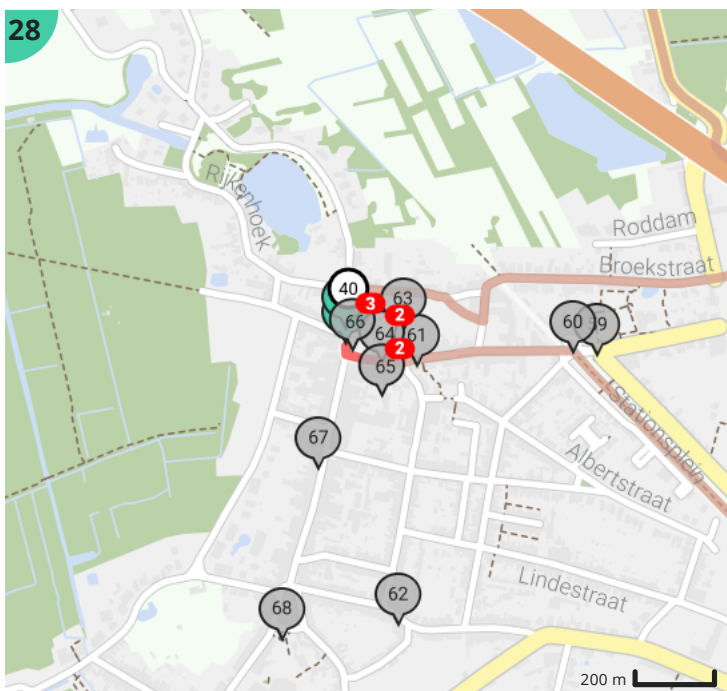 28
Rijkenhoek
Roddam
Broekstraat
40
63
3
2
66
64
61
60
2
65
Stationsplein
67
Albertstraat
Lindestraat
62
68
200 m